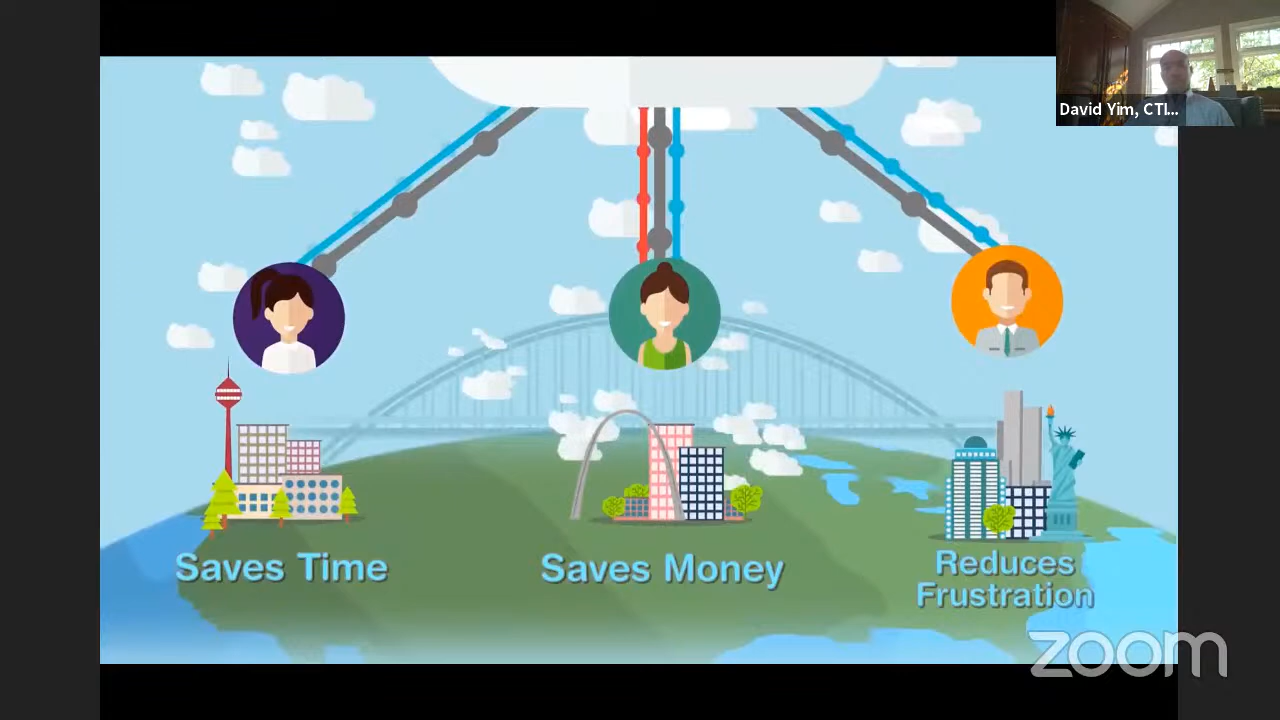 David Yim, CTI...
Saves Time
Saves Money
Reduces
Frustration
zoom